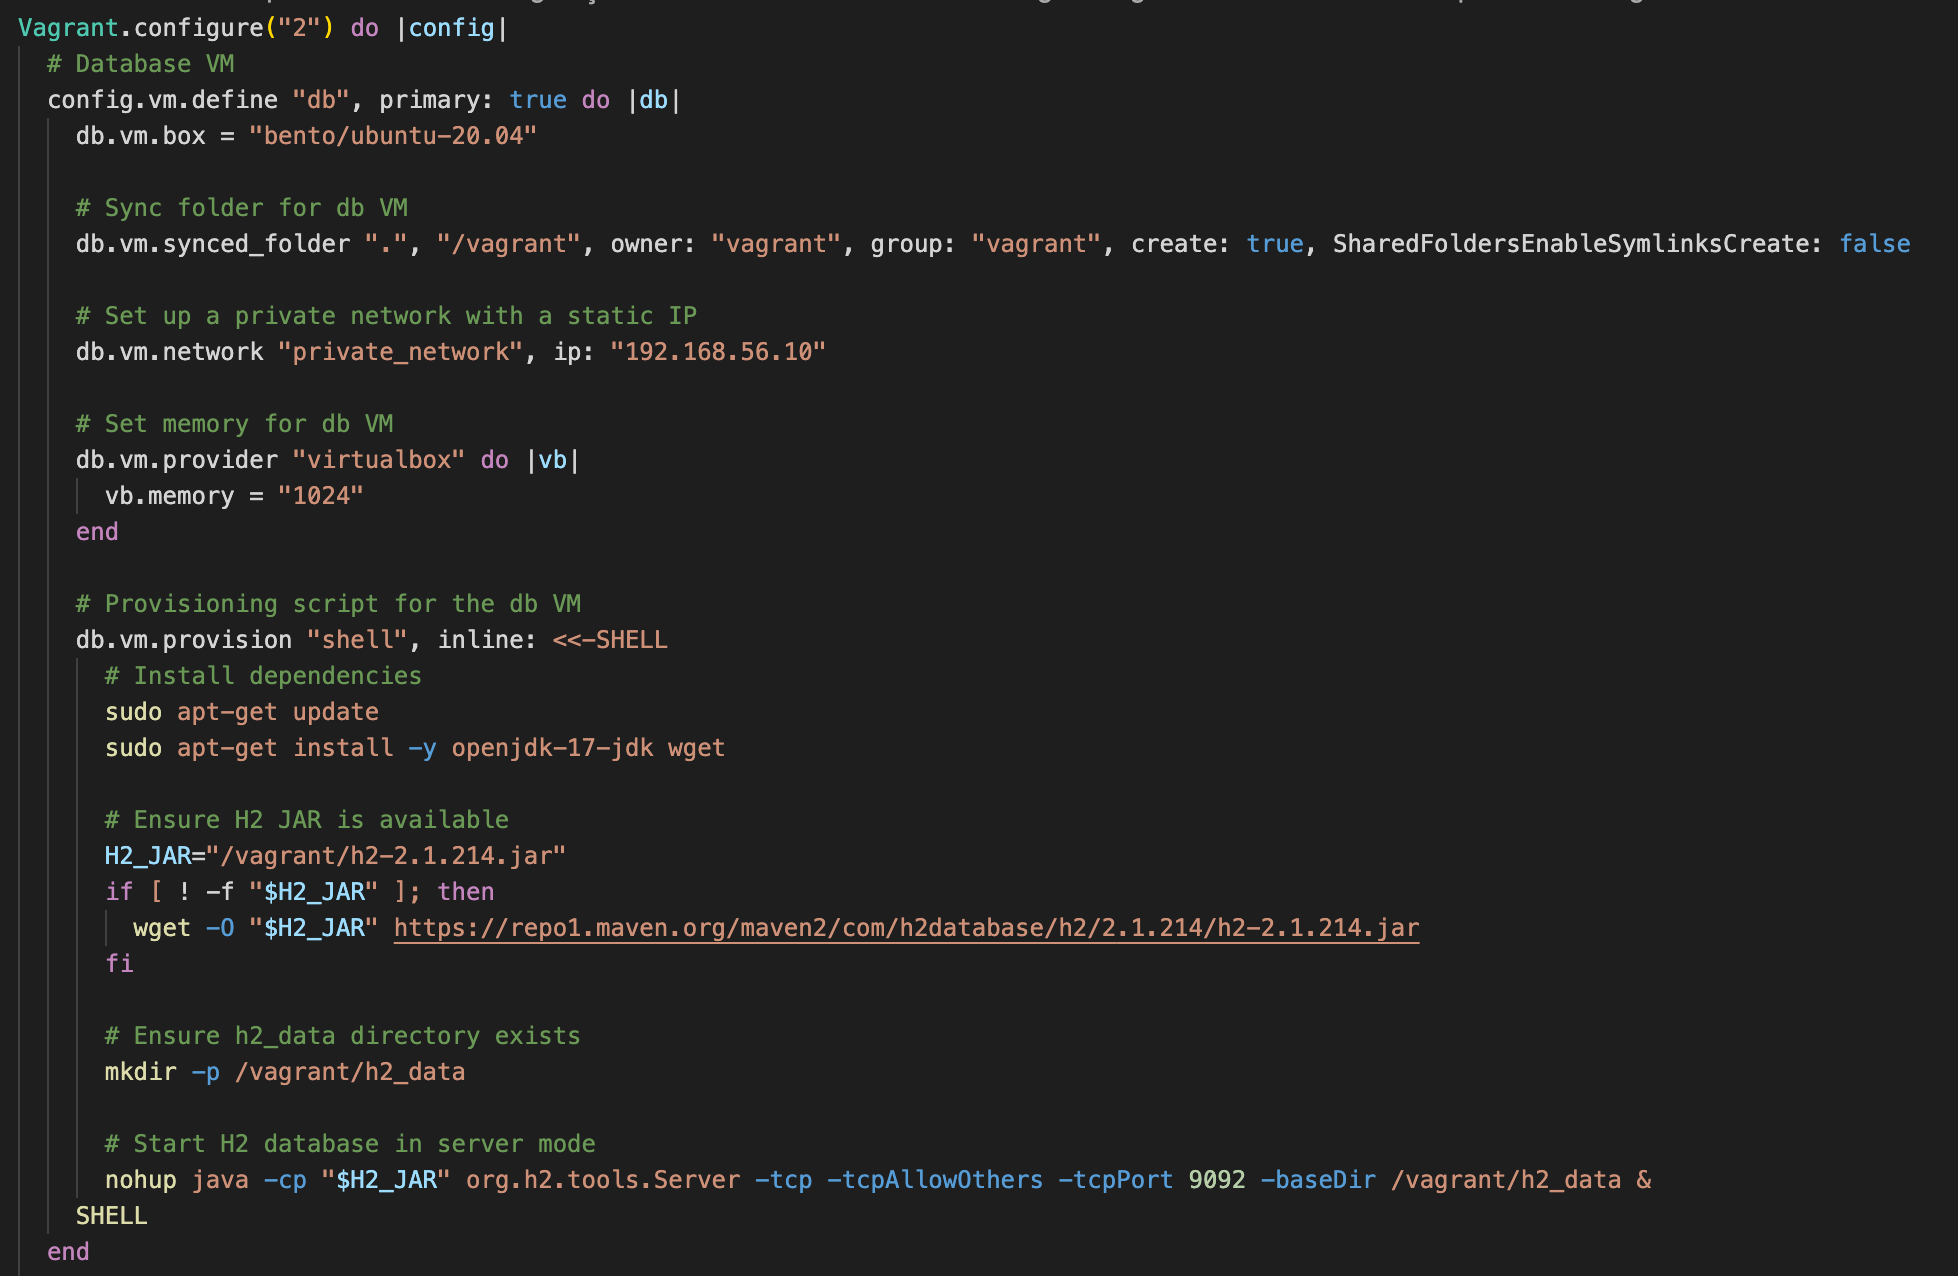 Vagrant.configure("2") do |config|
  # Database VM
  config.vm.define "db", primary: true do |db|
    db.vm.box = "bento/ubuntu-20.04"

    # Sync folder for db VM
    db.vm.synced_folder ".", "/vagrant", owner: "vagrant", group: "vagrant", create: true, SharedFoldersEnableSymlinksCreate: false

    # Set up a private network with a static IP
    db.vm.network "private_network", ip: "192.168.56.10"

    # Set memory for db VM
    db.vm.provider "virtualbox" do |vb|
      vb.memory = "1024"
    end

    # Provisioning script for the db VM
    db.vm.provision "shell", inline: <<-SHELL
      # Install dependencies
      sudo apt-get update
      sudo apt-get install -y openjdk-17-jdk wget

      # Ensure H2 JAR is available
      H2_JAR="/vagrant/h2-2.1.214.jar"
      if [ ! -f "$H2_JAR" ]; then
        wget -O "$H2_JAR" https://repo1.maven.org/maven2/com/h2database/h2/2.1.214/h2-2.1.214.jar
      fi

      # Ensure h2_data directory exists
      mkdir -p /vagrant/h2_data

      # Start H2 database in server mode
      nohup java -cp "$H2_JAR" org.h2.tools.Server -tcp -tcpAllowOthers -tcpPort 9092 -baseDir /vagrant/h2_data &
    SHELL
  end